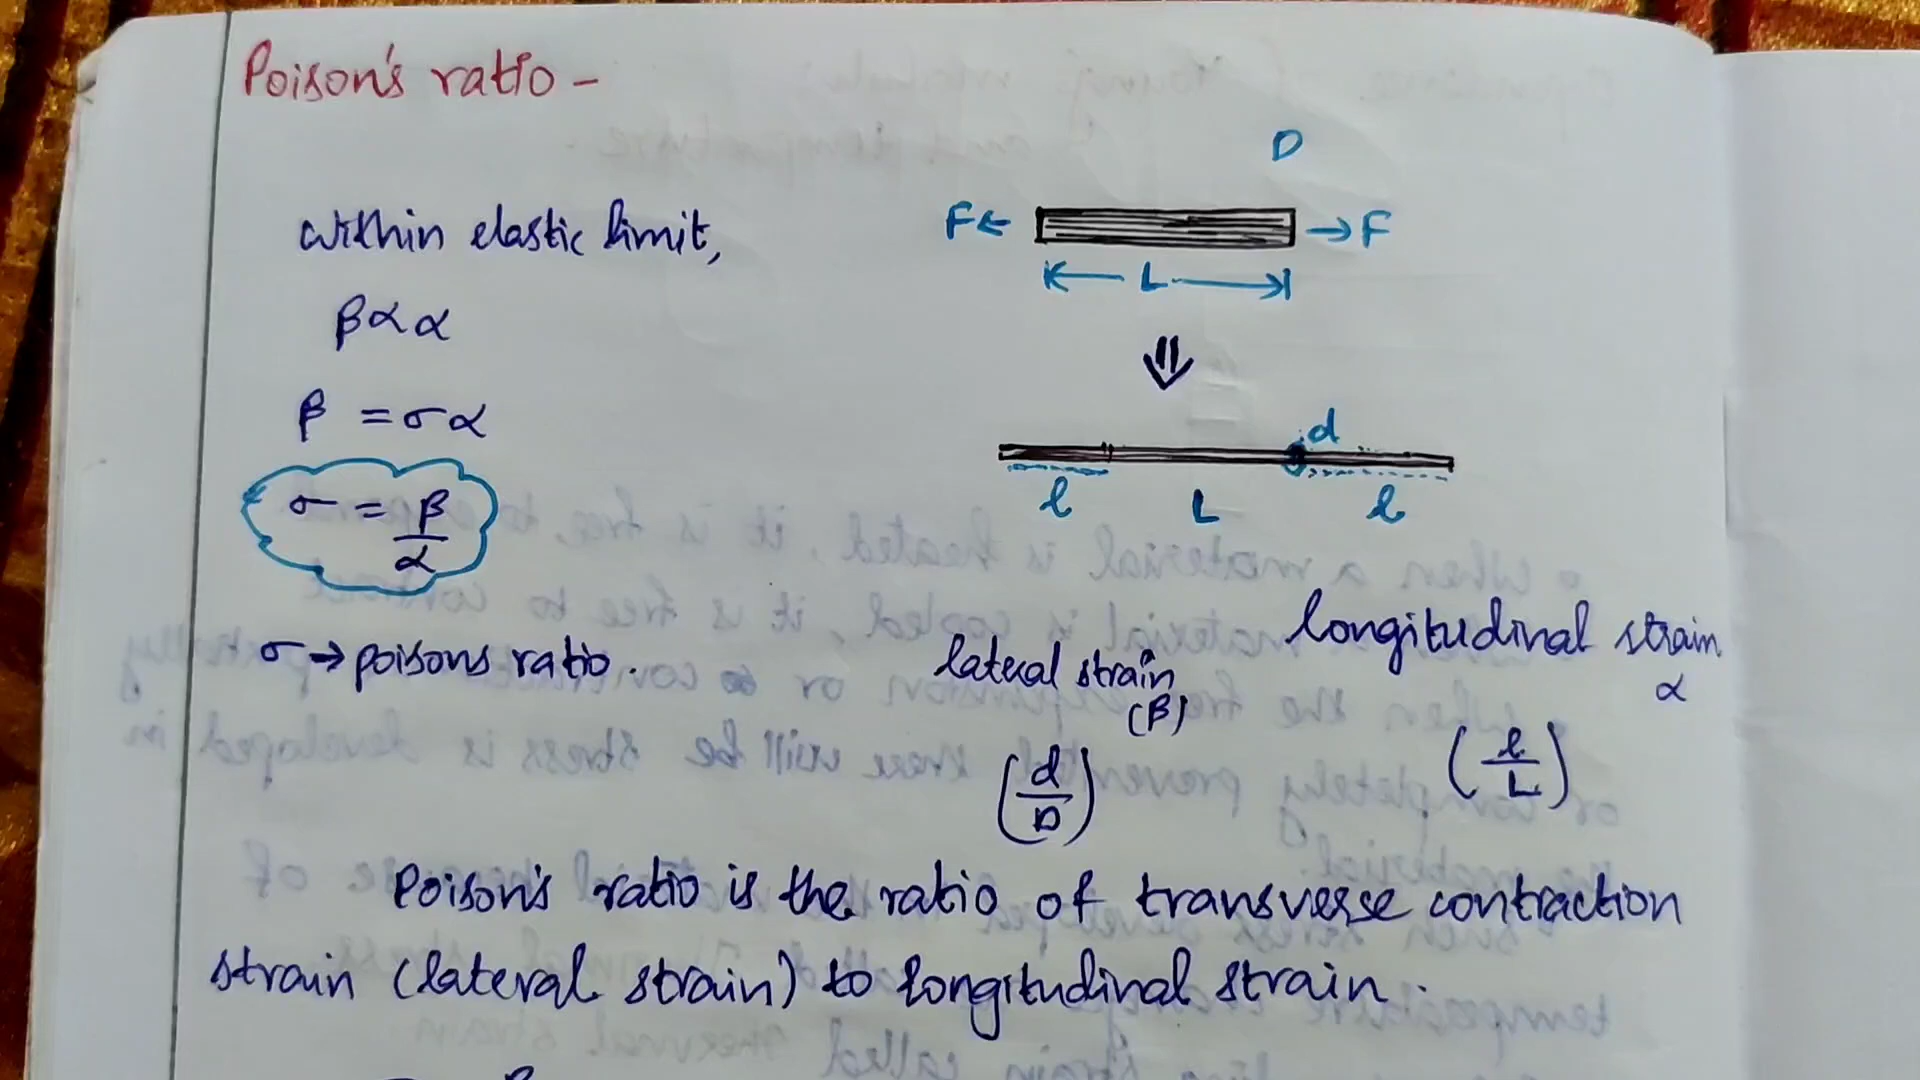 Poison's ratio -
D
within elastic limit,
F← →F
L
β∝α
β = σα
d
σ = β/α
l L l
σ → poisons ratio.
lateral strain
(β)
longitudinal strain
α
(d/D)
(l/L)
Poison's ratio is the ratio of transverse contraction
strain (lateral strain) to longitudinal strain.